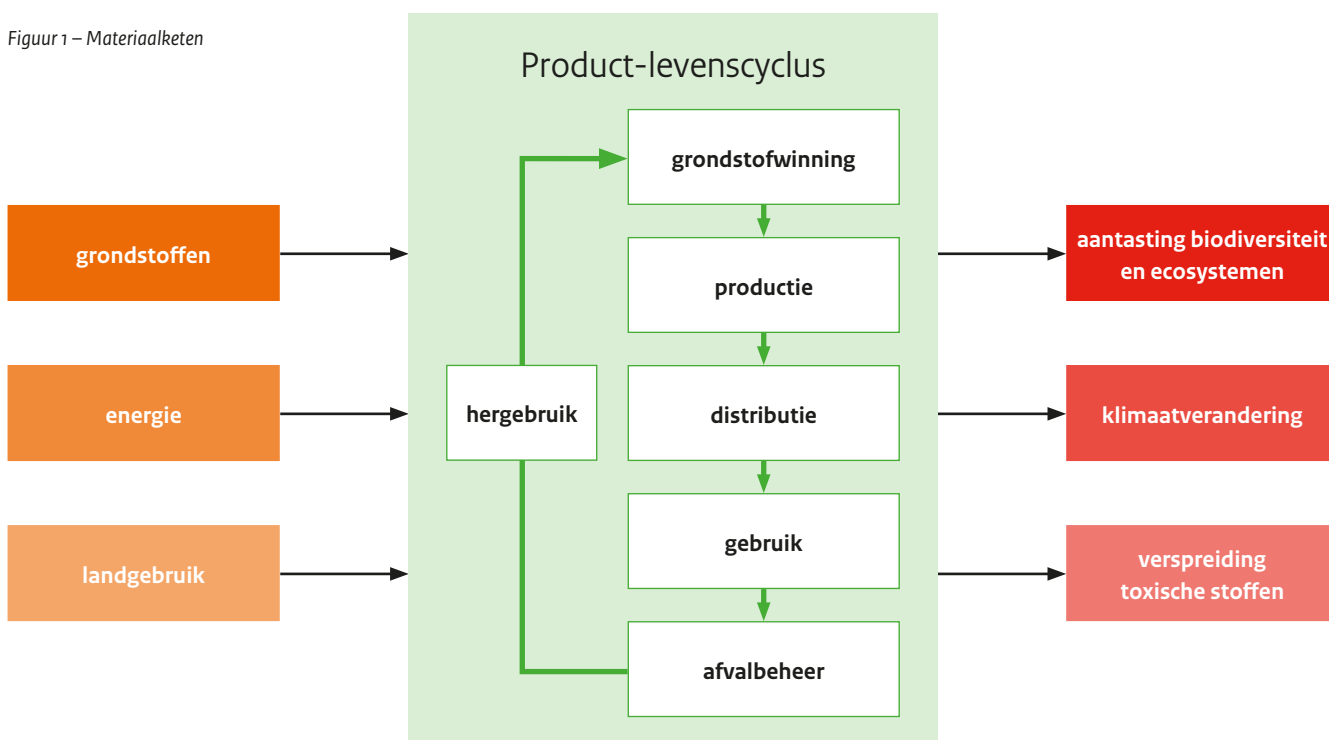 Figuur 1 – Materiaalketen
Product-levenscyclus
grondstoffen
energie
landgebruik
hergebruik
grondstofwinning
productie
distributie
gebruik
afvalbeheer
aantasting biodiversiteit
en ecosystemen
klimaatverandering
verspreiding
toxische stoffen